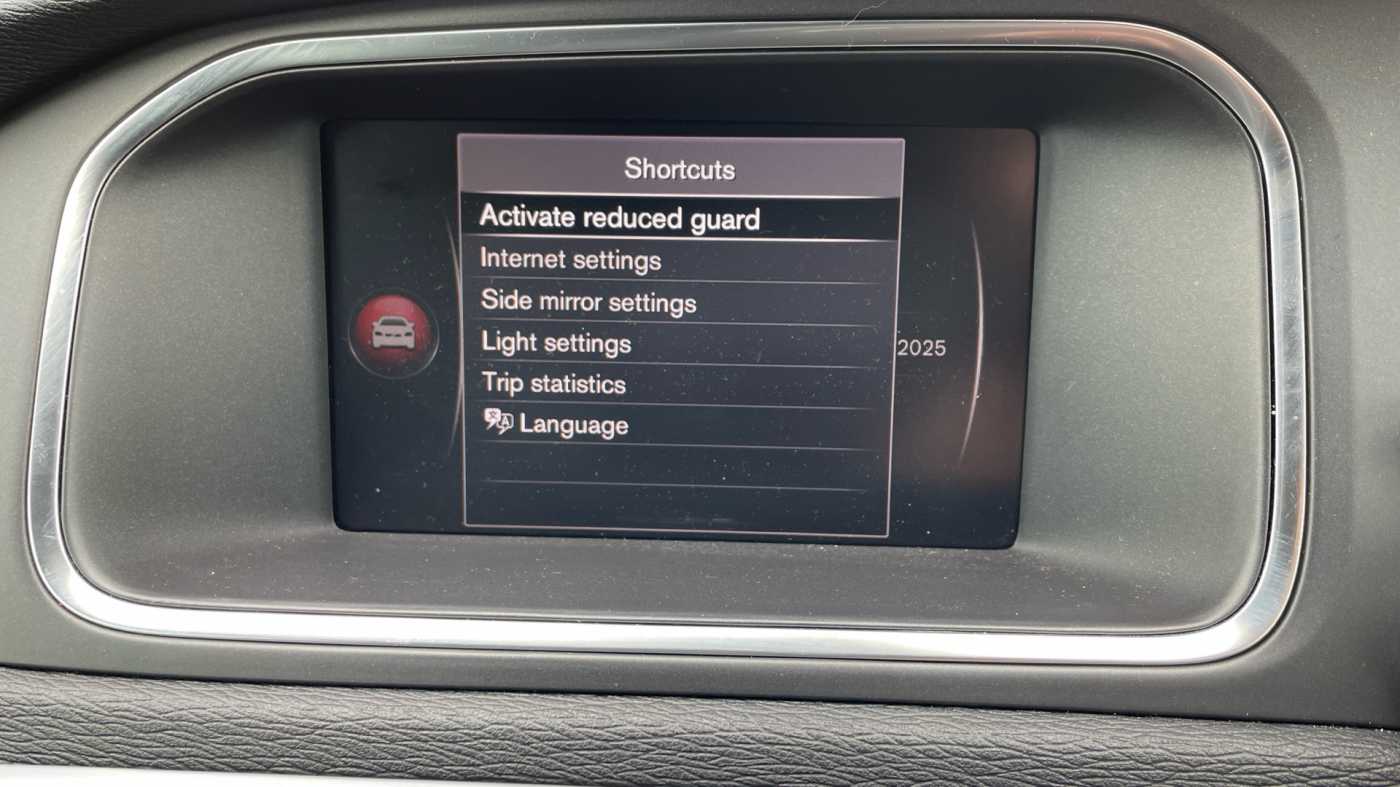 Shortcuts
Activate reduced guard
Internet settings
Side mirror settings
Light settings
2025
Trip statistics
Language